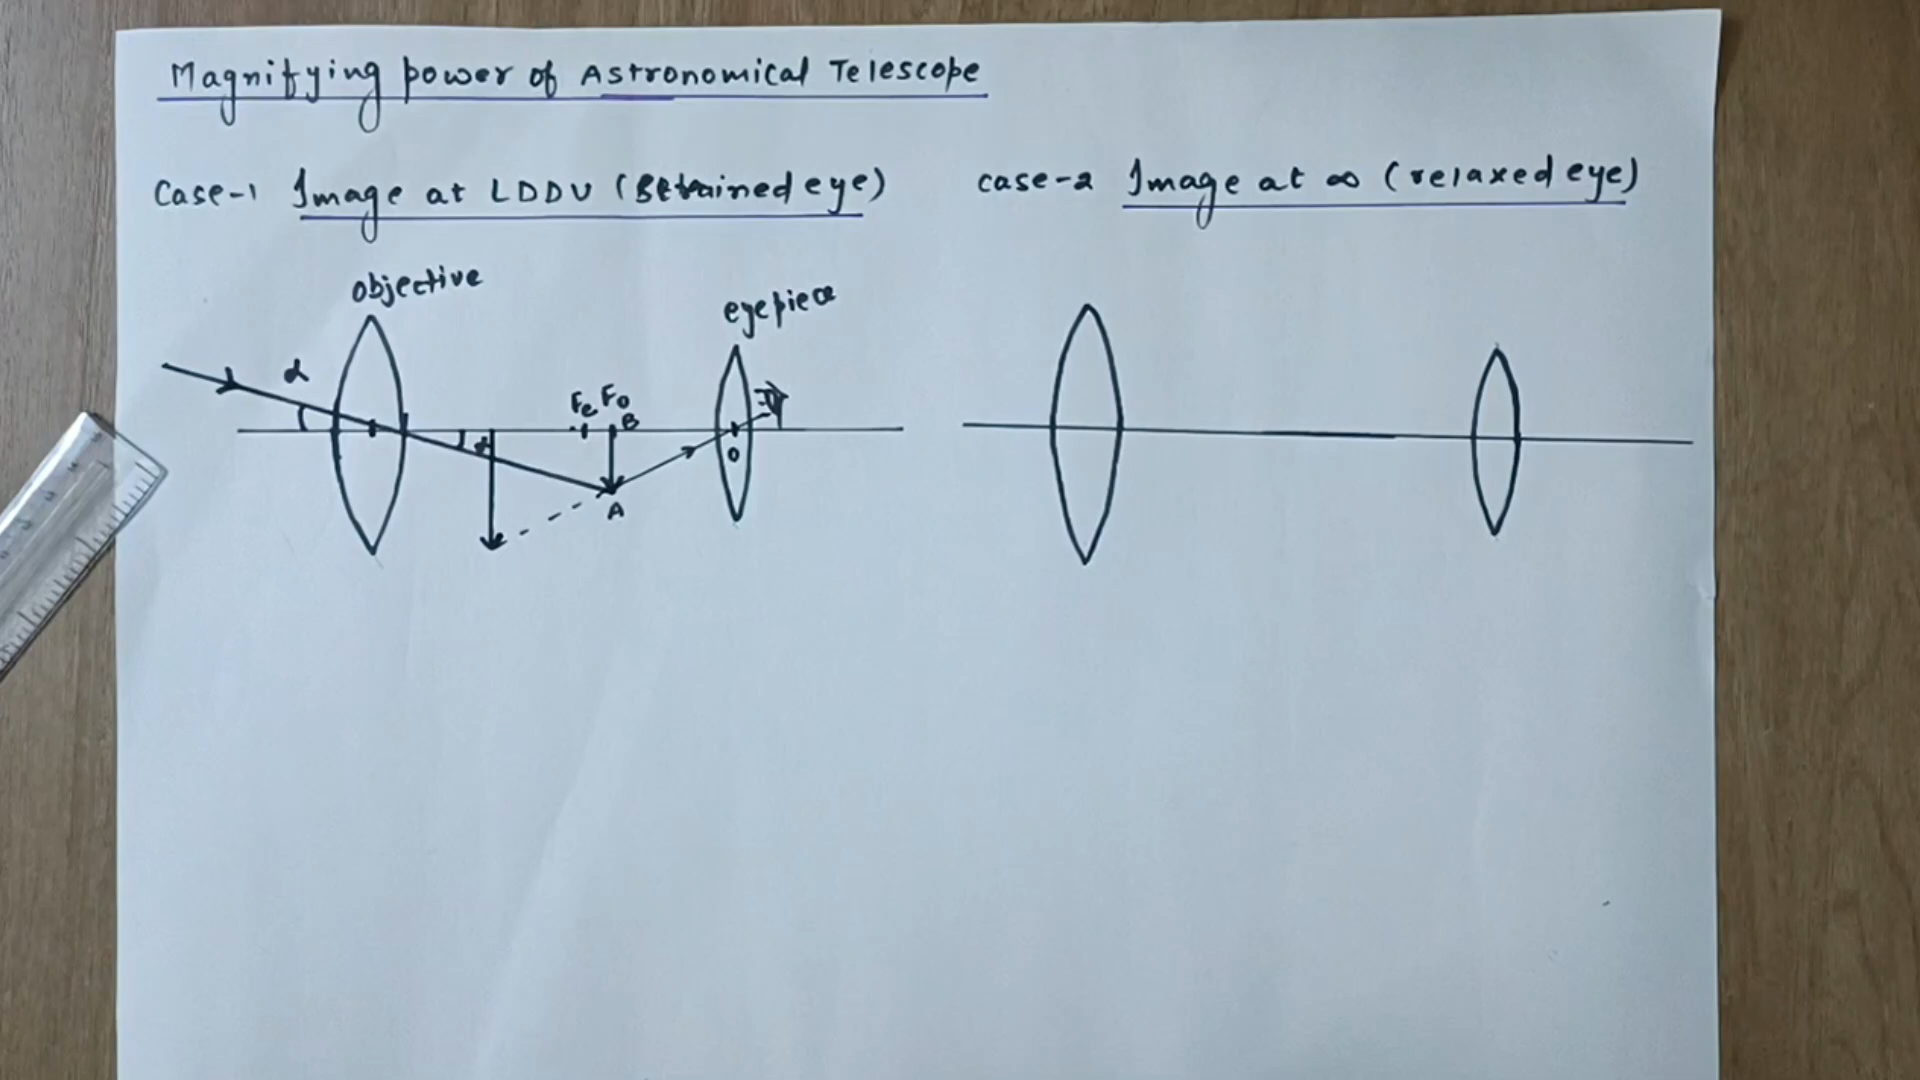 Magnifying power of Astronomical Telescope
Case-1 Image at LDDV (Strained eye)
case-2 Image at ∞ (relaxed eye)
objective
eyepiece
α
Fe Fo
B
α
O
A